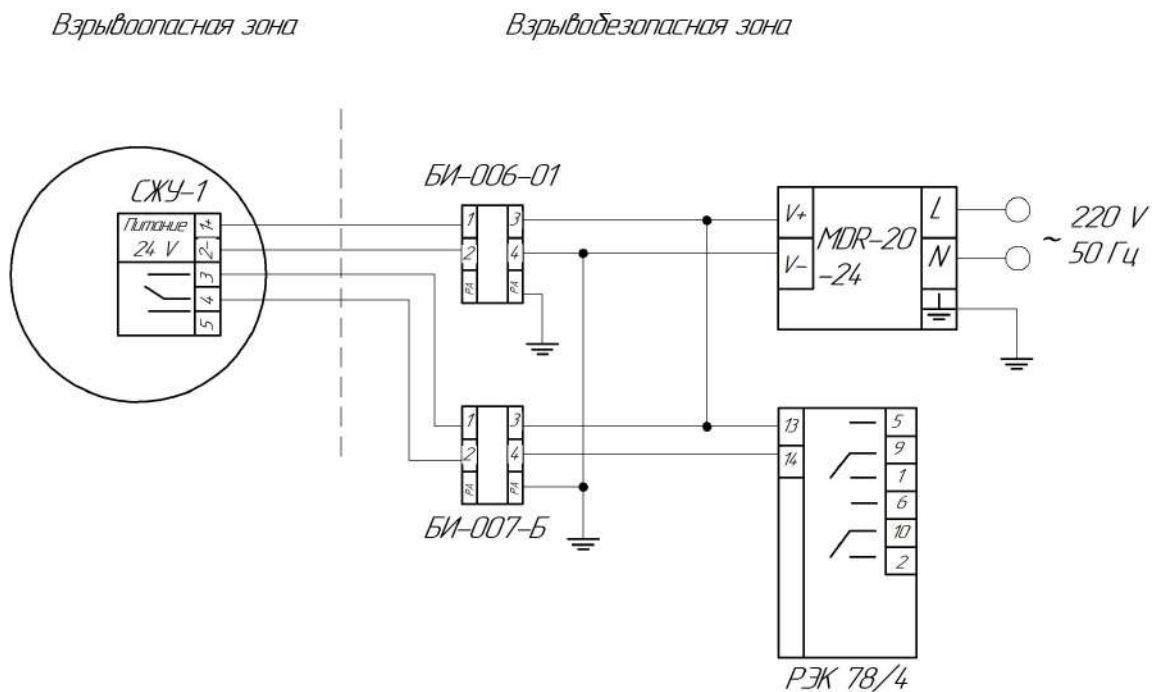 Взрывоопасная зона
Взрывобезопасная зона
СЖУ-1
Питание
24 V
1+
2-
3
4
5
БИ-006-01
1
3
2
4
PA
PA
V+
V-
MDR-20
-24
L
N
220 V
~
50 Гц
1
3
2
4
PA
PA
БИ-007-Б
13
14
5
9
1
6
10
2
РЭК 78/4